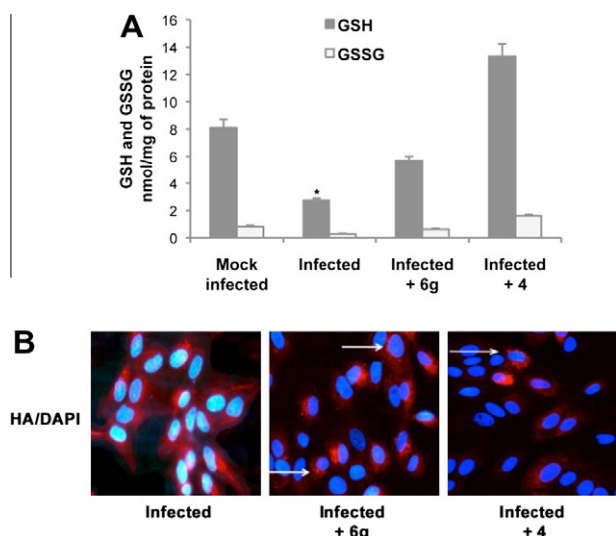 A
GSH
GSSG
GSH and GSSG
nmol/mg of protein
16
14
12
10
8
6
4
2
0
*
Mock
infected
Infected
Infected
+ 6g
Infected
+ 4
B
HA/DAPI
Infected
Infected
+ 6g
Infected
+ 4